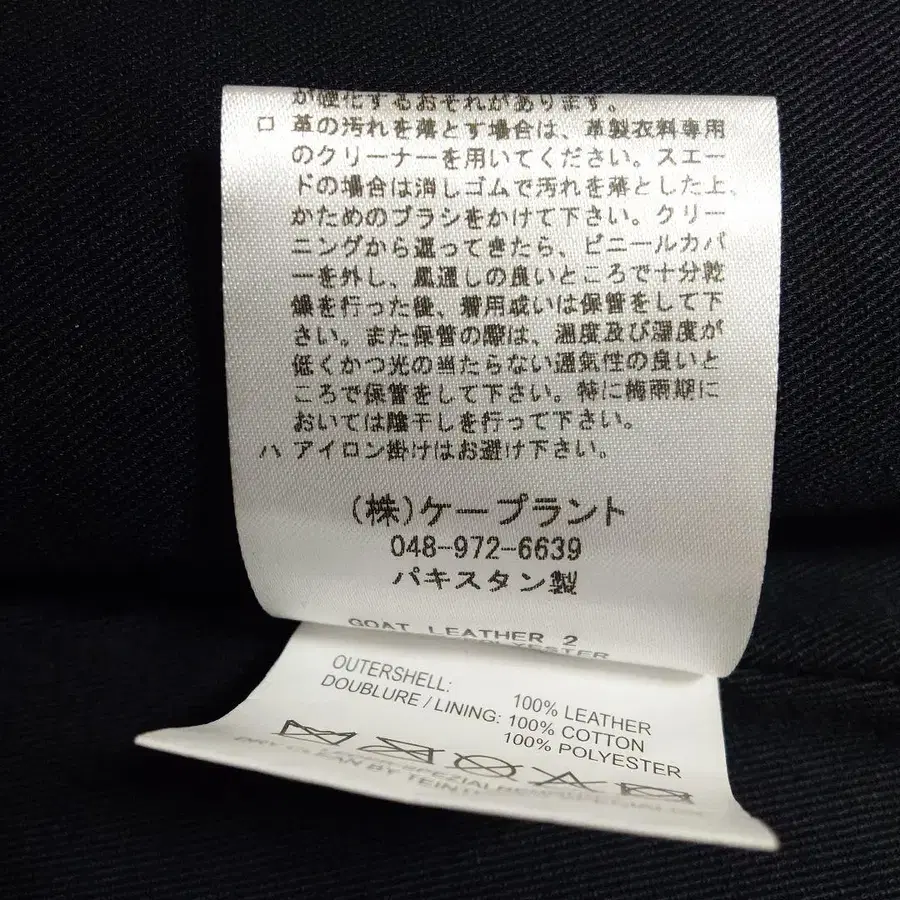 が硬化するおそれがあります。
ロ 革の汚れを落とす場合は、革製衣料専用
のクリーナーを用いてください。スエー
ドの場合は消しゴムで汚れを落とした上、
かためのブラシをかけて下さい。クリー
ニングから還ってきたら、ビニールカバ
ーを外し、風通しの良いところで十分乾
燥を行った後、着用或いは保管をして下
さい。また保管の際は、温度及び湿度が
低くかつ光の当たらない通気性の良いと
ころで保管をして下さい。特に梅雨期に
おいては陰干しを行って下さい。
ハ アイロン掛けはお避け下さい。
(株)ケープラント
048-972-6639
パキスタン製
GOAT LEATHER 2
POLYESTER
OUTERSHELL: 100% LEATHER
DOUBLURE / LINING: 100% COTTON
100% POLYESTER